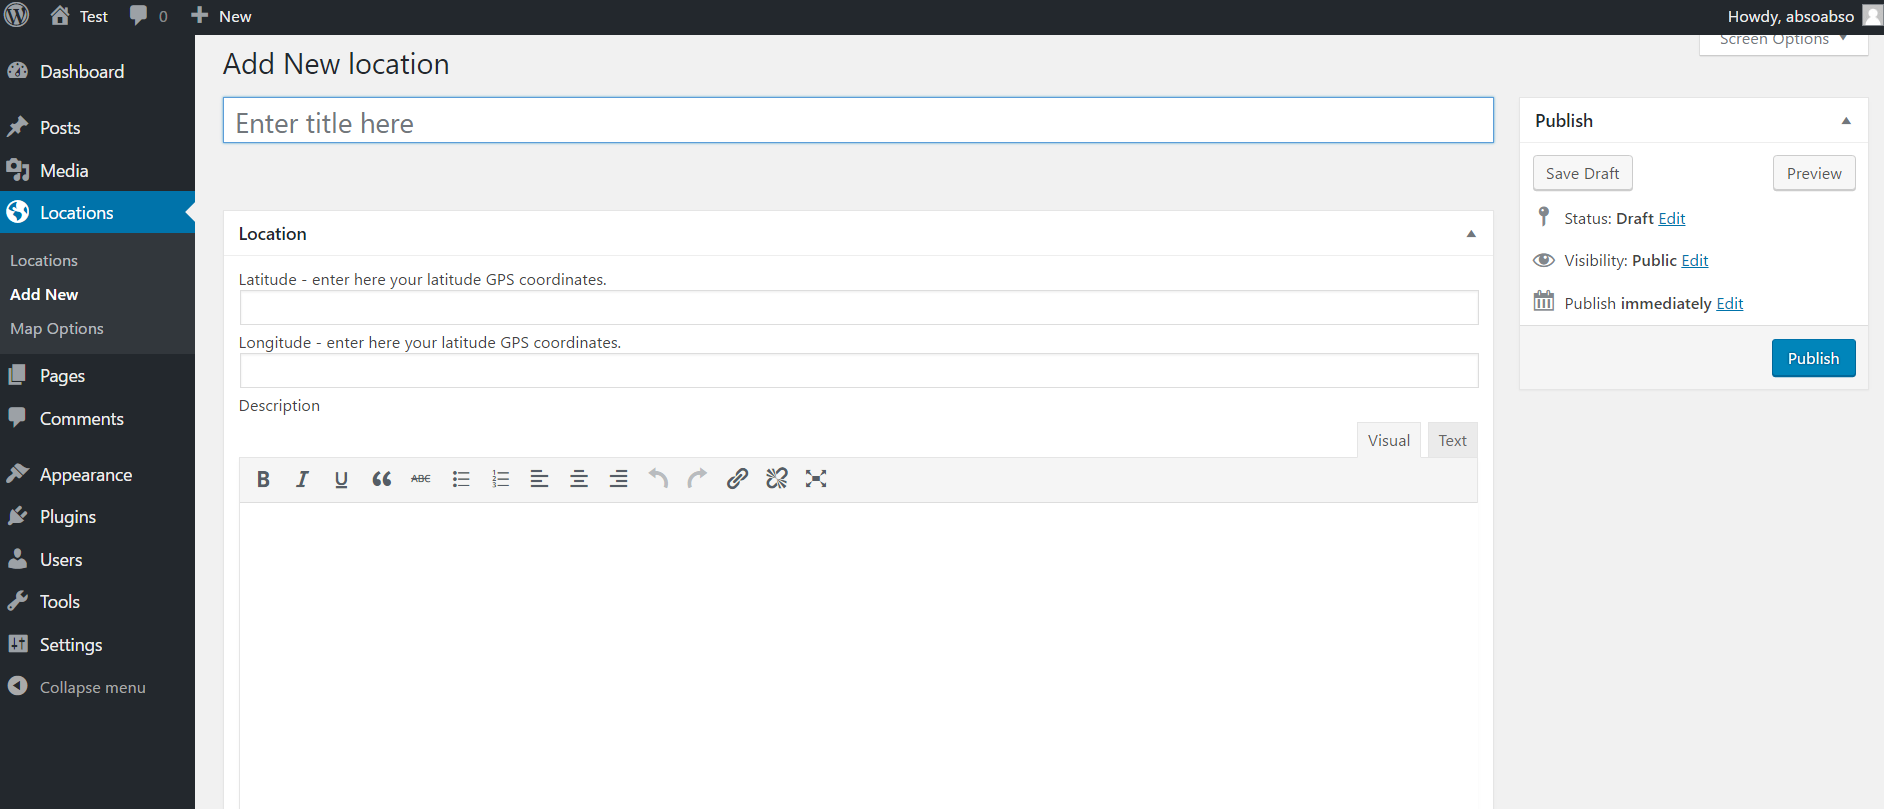 Test
0
New
Howdy, absoabso
Dashboard
Posts
Media
Locations
Locations
Add New
Map Options
Pages
Comments
Appearance
Plugins
Users
Tools
Settings
Collapse menu
Screen Options
Add New location
Enter title here
Location
Latitude - enter here your latitude GPS coordinates.
Longitude - enter here your latitude GPS coordinates.
Description
Visual Text
B I U ABC
Publish
Save Draft Preview
Status: Draft Edit
Visibility: Public Edit
Publish immediately Edit
Publish